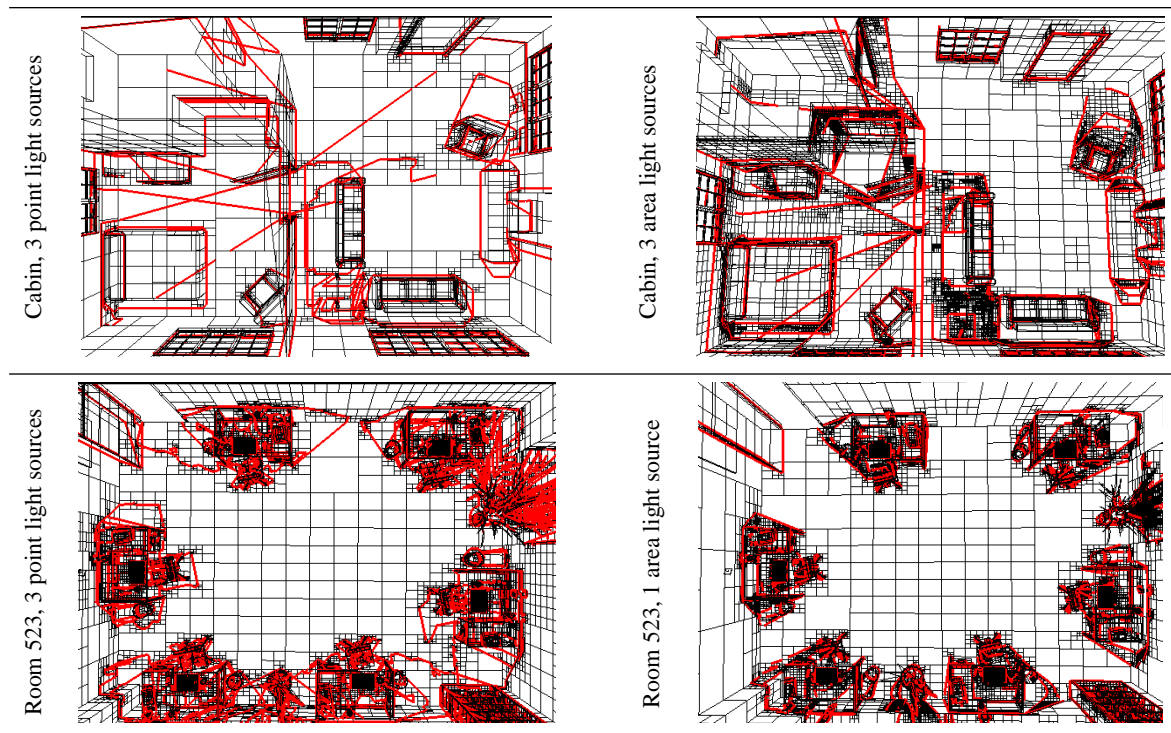 Cabin, 3 point light sources
Cabin, 3 area light sources
Room 523, 3 point light sources
Room 523, 1 area light source